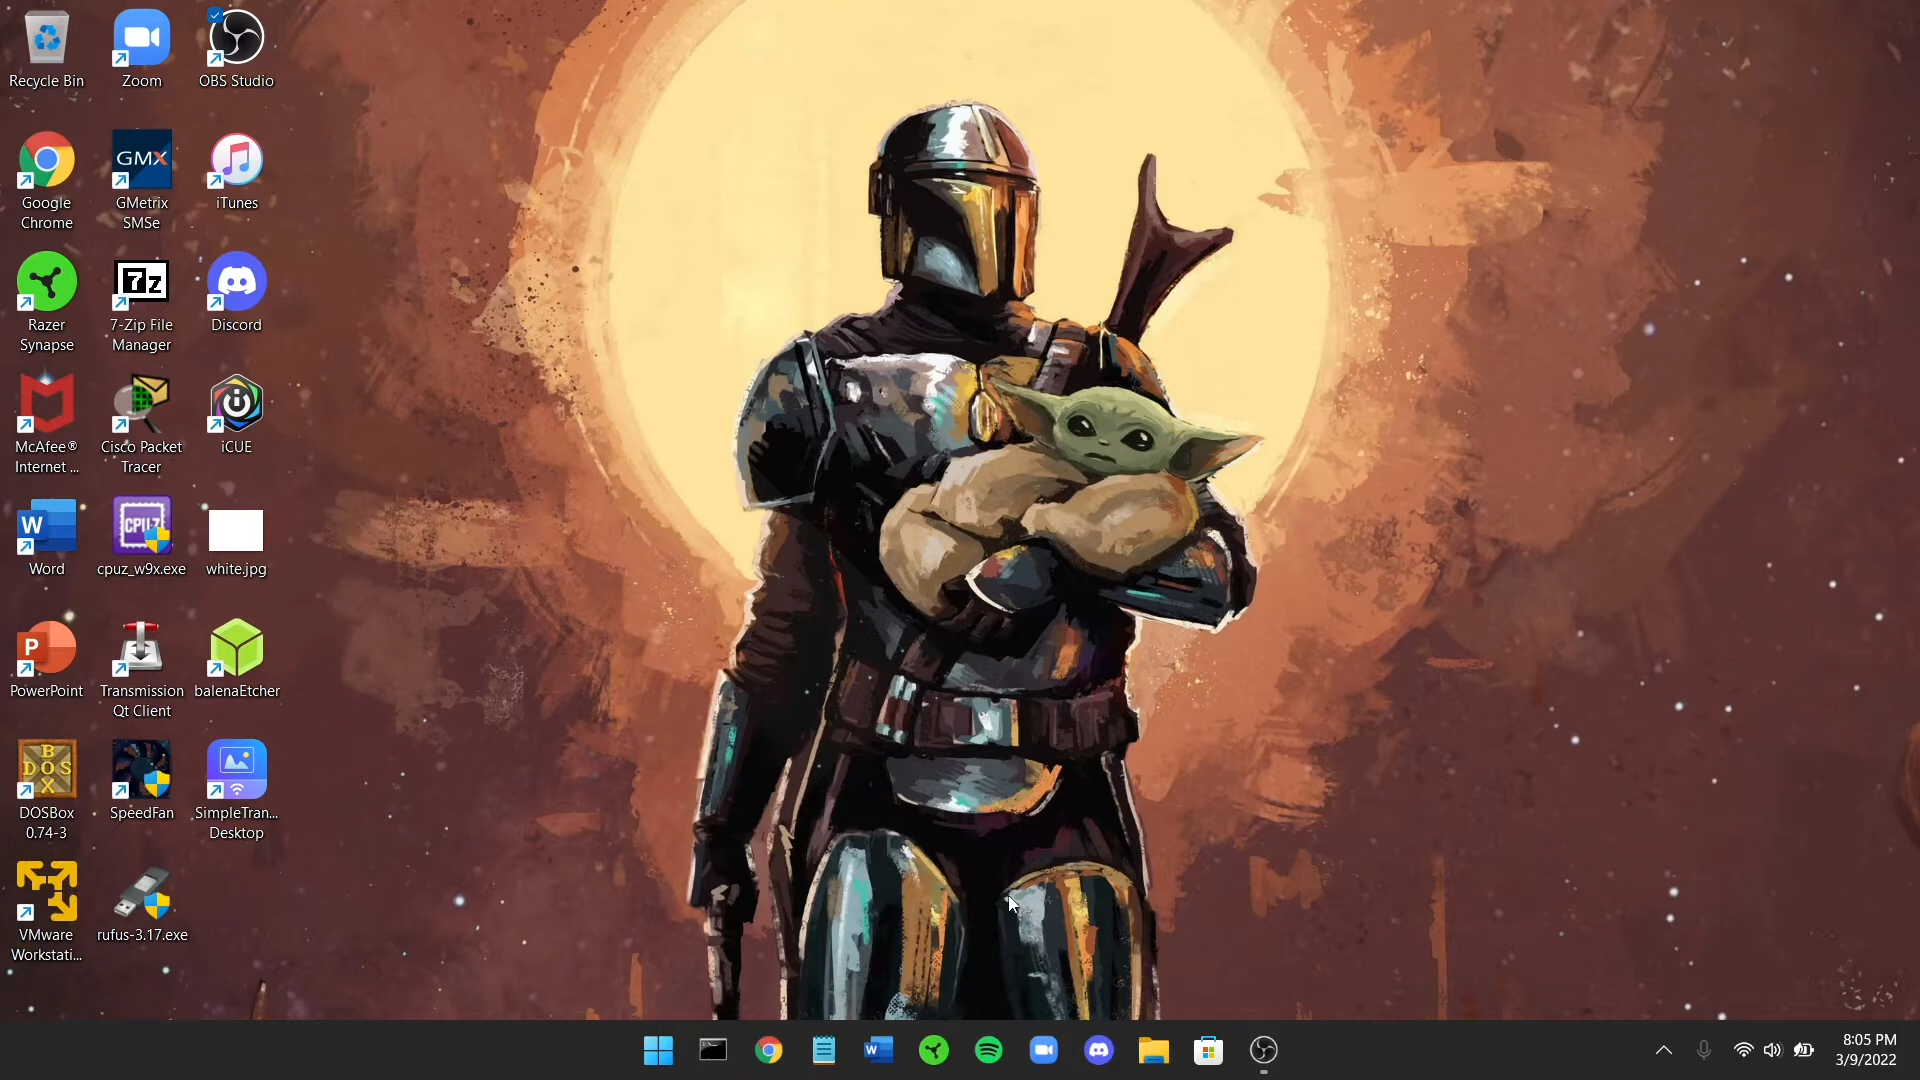 Recycle Bin
Zoom
OBS Studio
Google
Chrome
GMX
GMetrix
SMSe
iTunes
Razer
Synapse
7z
7-Zip File
Manager
Discord
McAfee®
Internet ...
Cisco Packet
Tracer
iCUE
W
Word
CPU-Z
cpuz_w9x.exe
white.jpg
P
PowerPoint
Transmission
Qt Client
balenaEtcher
B
DOS
X
DOSBox
0.74-3
SpeedFan
SimpleTran...
Desktop
VMware
Workstati...
rufus-3.17.exe
W
8:05 PM
3/9/2022